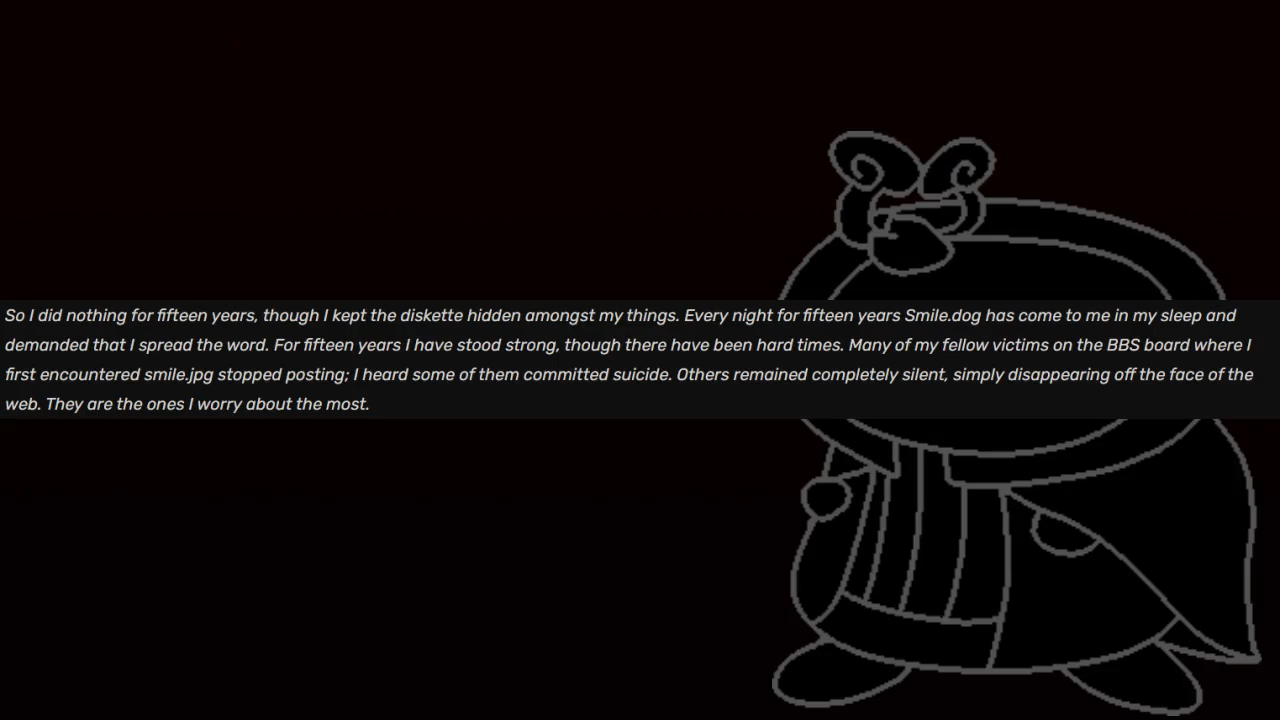 So I did nothing for fifteen years, though I kept the diskette hidden amongst my things. Every night for fifteen years Smile.dog has come to me in my sleep and
demanded that I spread the word. For fifteen years I have stood strong, though there have been hard times. Many of my fellow victims on the BBS board where I
first encountered smile.jpg stopped posting; I heard some of them committed suicide. Others remained completely silent, simply disappearing off the face of the
web. They are the ones I worry about the most.